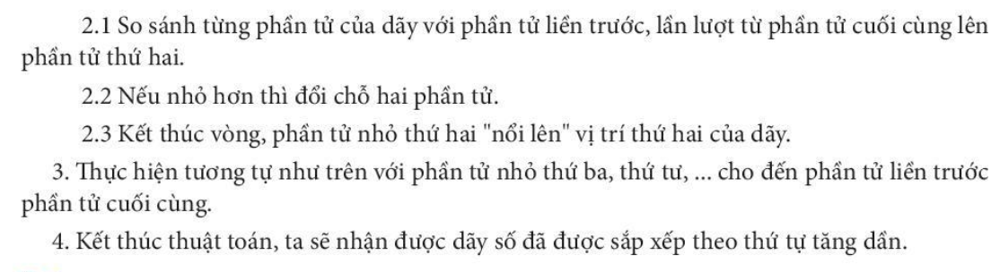 2.1 So sánh từng phần tử của dãy với phần tử liền trước, lần lượt từ phần tử cuối cùng lên
phần tử thứ hai.
2.2 Nếu nhỏ hơn thì đổi chỗ hai phần tử.
2.3 Kết thúc vòng, phần tử nhỏ thứ hai "nổi lên" vị trí thứ hai của dãy.
3. Thực hiện tương tự như trên với phần tử nhỏ thứ ba, thứ tư, ... cho đến phần tử liền trước
phần tử cuối cùng.
4. Kết thúc thuật toán, ta sẽ nhận được dãy số đã được sắp xếp theo thứ tự tăng dần.